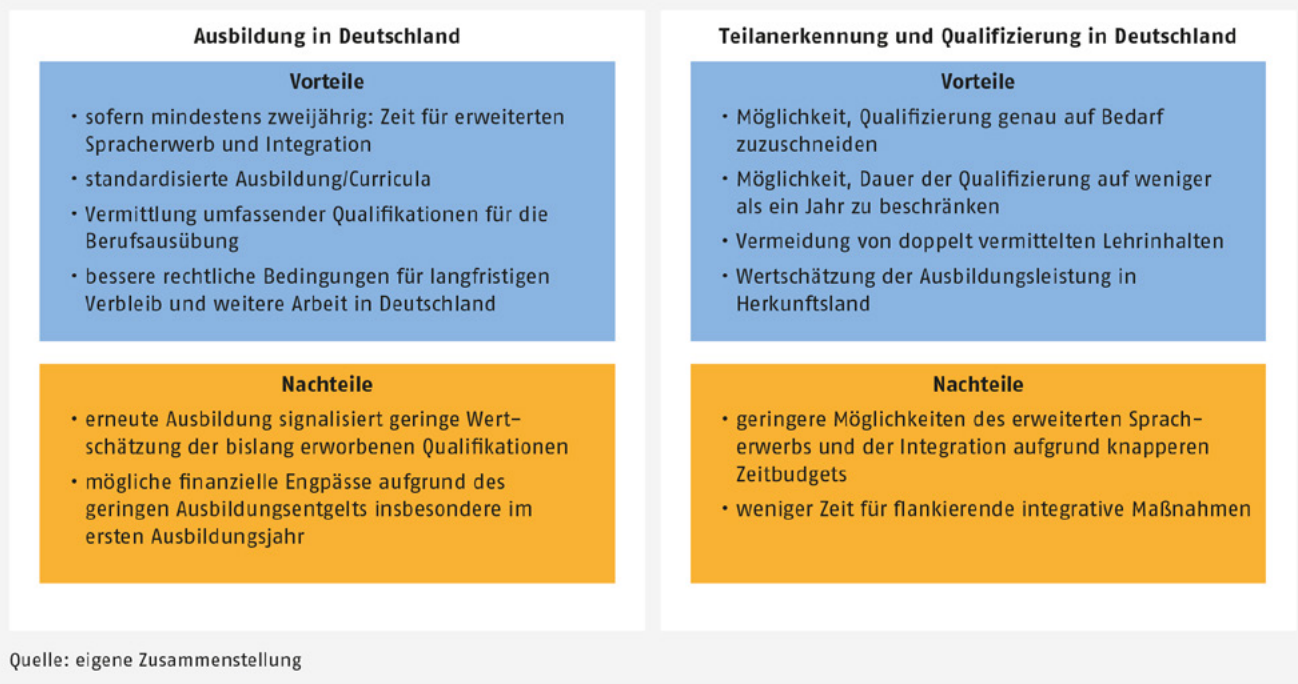 Ausbildung in Deutschland
Vorteile
• sofern mindestens zweijährig: Zeit für erweiterten
Spracherwerb und Integration
• standardisierte Ausbildung/Curricula
• Vermittlung umfassender Qualifikationen für die
Berufsausübung
• bessere rechtliche Bedingungen für langfristigen
Verbleib und weitere Arbeit in Deutschland
Nachteile
• erneute Ausbildung signalisiert geringe Wert-
schätzung der bislang erworbenen Qualifikationen
• mögliche finanzielle Engpässe aufgrund des
geringen Ausbildungsentgelts insbesondere im
ersten Ausbildungsjahr
Teilanerkennung und Qualifizierung in Deutschland
Vorteile
• Möglichkeit, Qualifizierung genau auf Bedarf
zuzuschneiden
• Möglichkeit, Dauer der Qualifizierung auf weniger
als ein Jahr zu beschränken
• Vermeidung von doppelt vermittelten Lehrinhalten
• Wertschätzung der Ausbildungsleistung in
Herkunftsland
Nachteile
• geringere Möglichkeiten des erweiterten Sprach-
erwerbs und der Integration aufgrund knapperen
Zeitbudgets
• weniger Zeit für flankierende integrative Maßnahmen
Quelle: eigene Zusammenstellung